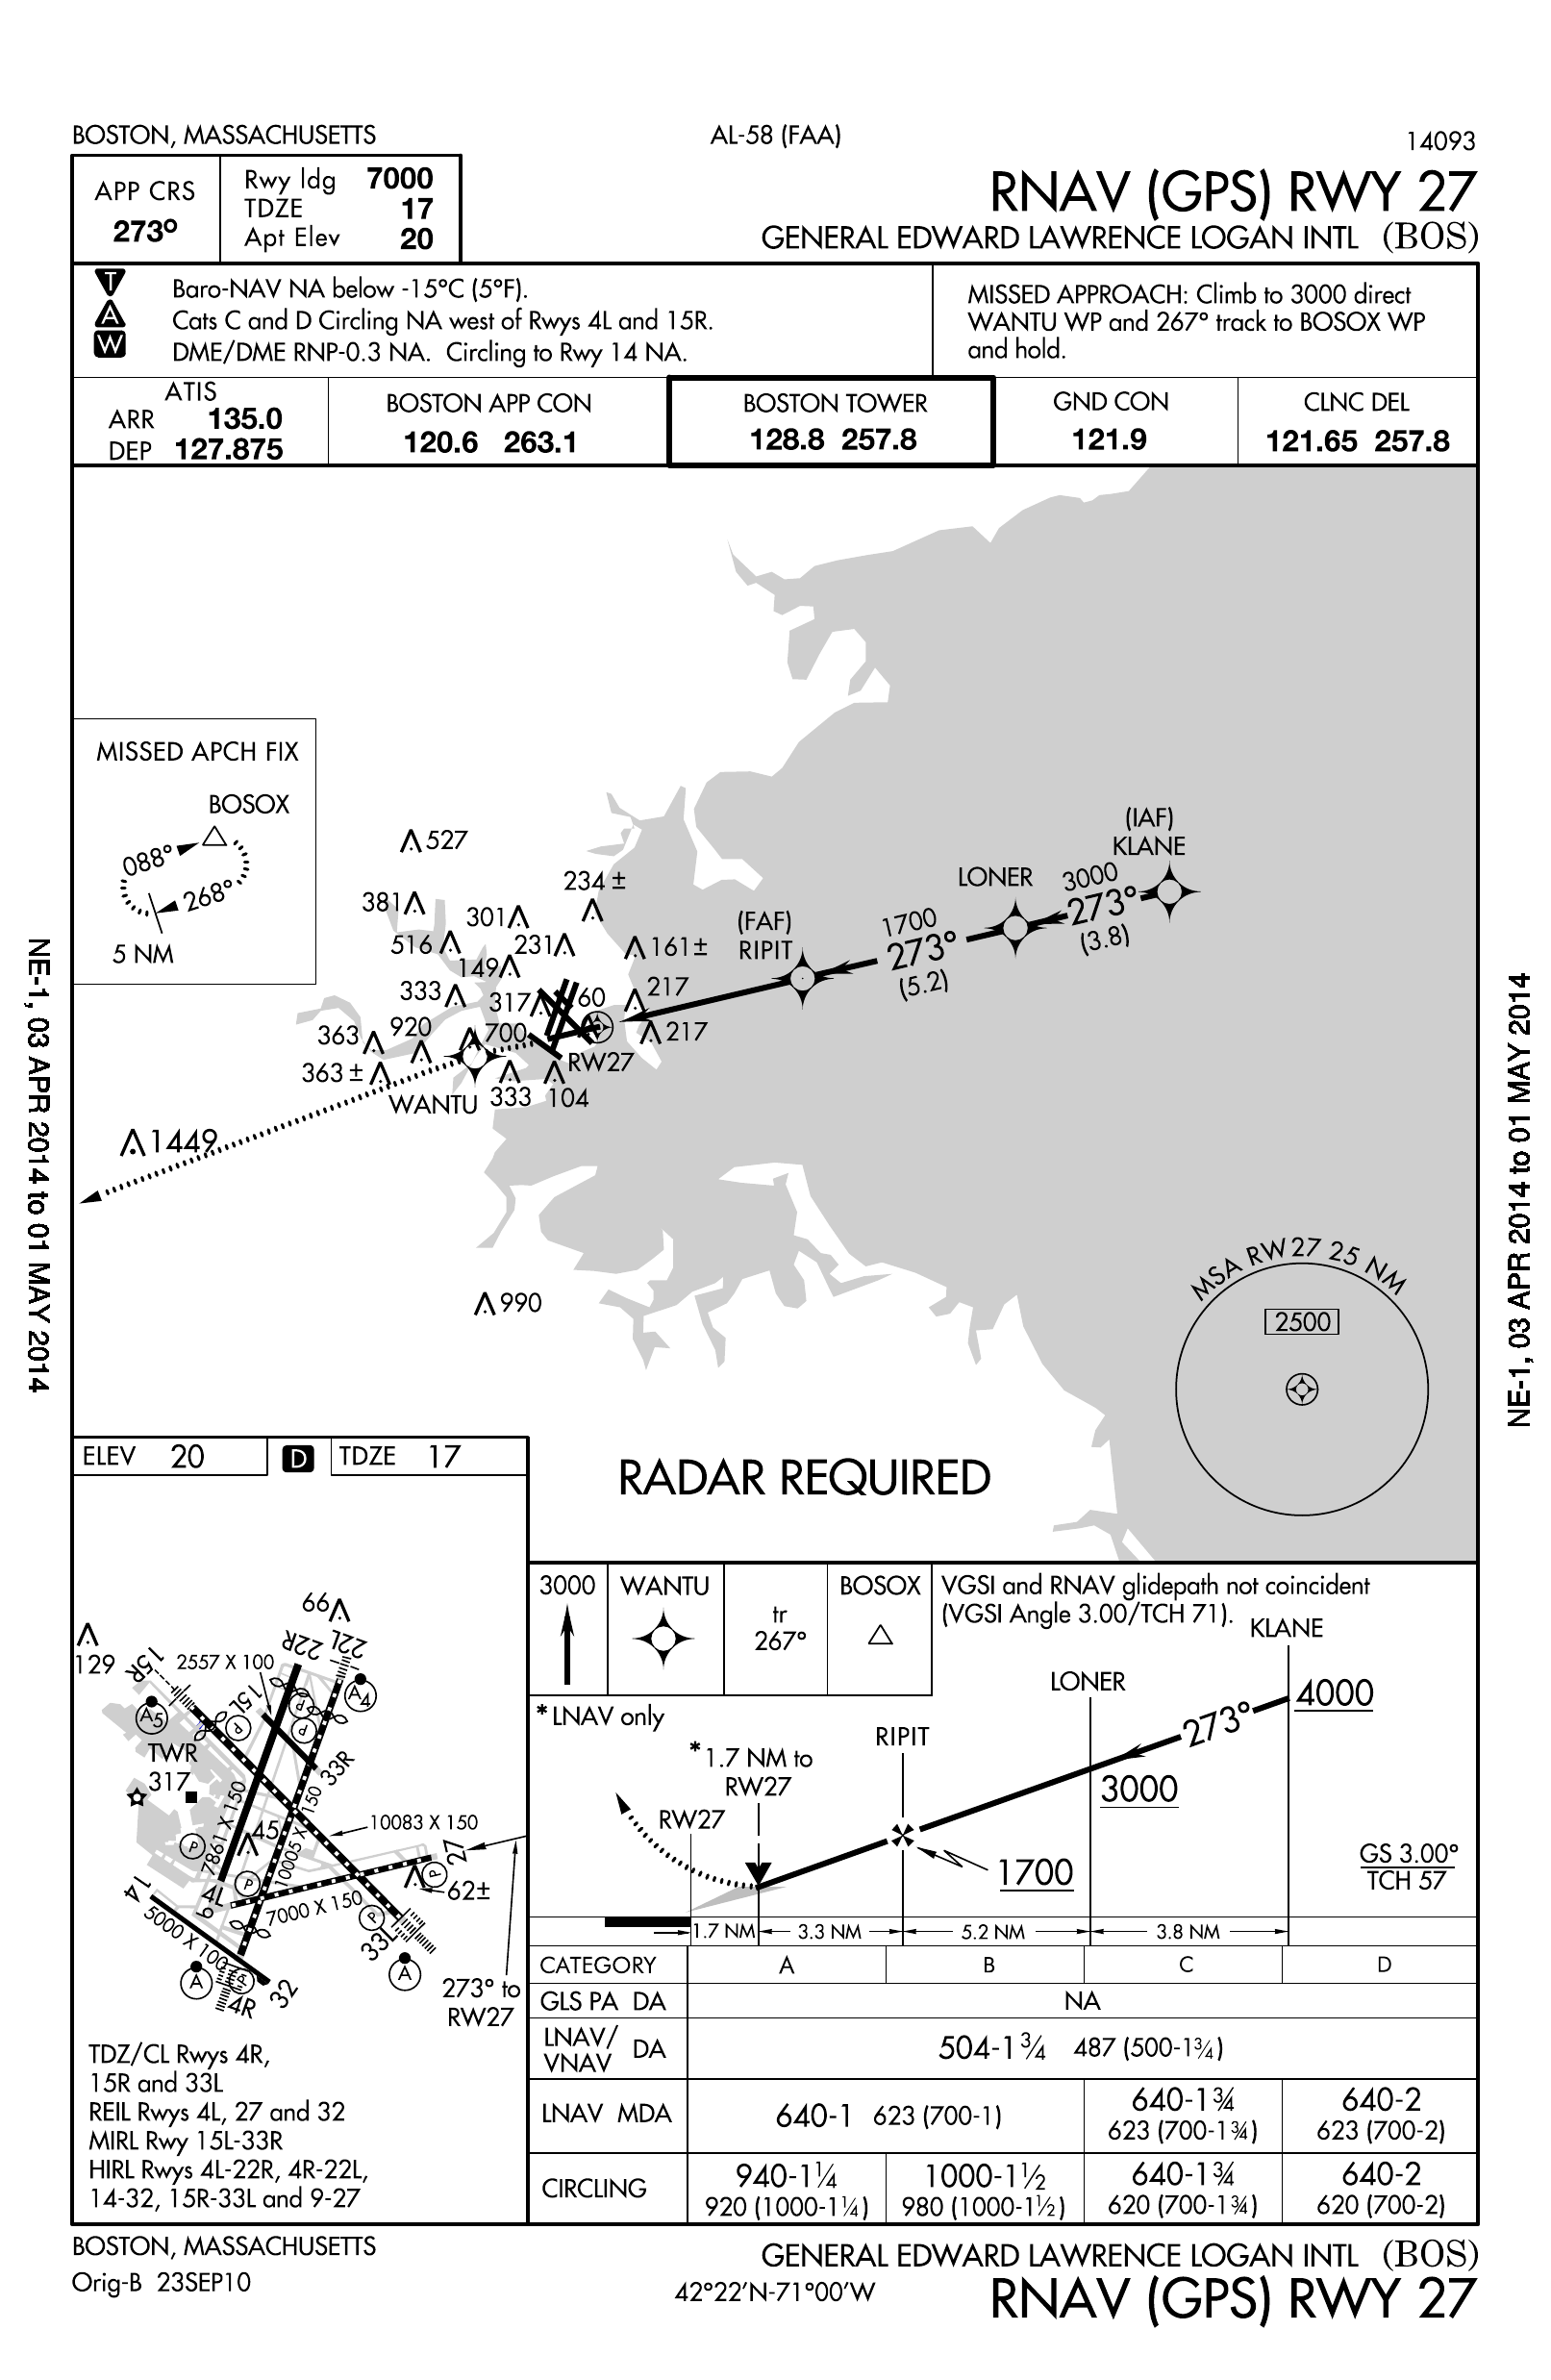 BOSTON, MASSACHUSETTS
AL-58 (FAA)
14093
APP CRS
273°
Rwy ldg 7000
TDZE 17
Apt Elev 20
RNAV (GPS) RWY 27
GENERAL EDWARD LAWRENCE LOGAN INTL (BOS)
T
A
W
Baro-NAV NA below -15°C (5°F).
Cats C and D Circling NA west of Rwys 4L and 15R.
DME/DME RNP-0.3 NA. Circling to Rwy 14 NA.
MISSED APPROACH: Climb to 3000 direct
WANTU WP and 267° track to BOSOX WP
and hold.
ATIS
ARR 135.0
DEP 127.875
BOSTON APP CON
120.6 263.1
BOSTON TOWER
128.8 257.8
GND CON
121.9
CLNC DEL
121.65 257.8
NE-1, 03 APR 2014 to 01 MAY 2014
NE-1, 03 APR 2014 to 01 MAY 2014
MISSED APCH FIX
BOSOX
088°
268°
5 NM
527
381
301
234 ±
516
231
161±
149
333
317
60
217
363
920
700
217
RW27
363 ±
WANTU
333
104
1449
990
(FAF)
RIPIT
1700
273°
(5.2)
LONER
3000
273°
(3.8)
(IAF)
KLANE
MSA RW 27 25 NM
2500
RADAR REQUIRED
ELEV 20
D
TDZE 17
66
129
15R
2557 X 100
22R
22L
15L
A5
A4
P
P
P
TWR
317
33R
7861 X 150
10005 X 150
10083 X 150
45
P
P
27
P
62±
14
4L
9
7000 X 150
5000 X 100
P
33L
A
P
4R
32
A
273° to
RW27
TDZ/CL Rwys 4R,
15R and 33L
REIL Rwys 4L, 27 and 32
MIRL Rwy 15L-33R
HIRL Rwys 4L-22R, 4R-22L,
14-32, 15R-33L and 9-27
3000
WANTU
tr
267°
BOSOX
VGSI and RNAV glidepath not coincident
(VGSI Angle 3.00/TCH 71).
KLANE
LONER
4000
273°
*LNAV only
RIPIT
*1.7 NM to
RW27
3000
RW27
1700
GS 3.00°
TCH 57
1.7 NM
3.3 NM
5.2 NM
3.8 NM
CATEGORY A B C D
GLS PA DA NA
LNAV/
VNAV DA 504-1¾ 487 (500-1¾)
LNAV MDA 640-1 623 (700-1)
640-1¾
623 (700-1¾)
640-2
623 (700-2)
CIRCLING
940-1¼
920 (1000-1¼)
1000-1½
980 (1000-1½)
640-1¾
620 (700-1¾)
640-2
620 (700-2)
BOSTON, MASSACHUSETTS
Orig-B 23SEP10
42°22'N-71°00'W
GENERAL EDWARD LAWRENCE LOGAN INTL (BOS)
RNAV (GPS) RWY 27